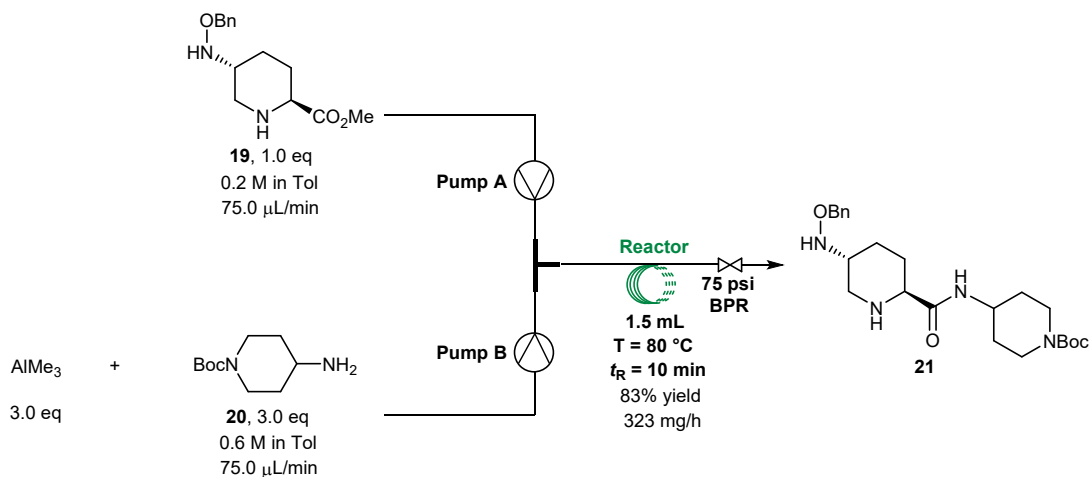 OBn
HN
N
H
CO2Me
19, 1.0 eq
0.2 M in Tol
75.0 μL/min
Pump A
Reactor
75 psi
BPR
1.5 mL
T = 80 °C
tR = 10 min
83% yield
323 mg/h
Pump B
AlMe3
+
BocN
NH2
3.0 eq
20, 3.0 eq
0.6 M in Tol
75.0 μL/min
OBn
HN
N
H
H
N
O
NBoc
21